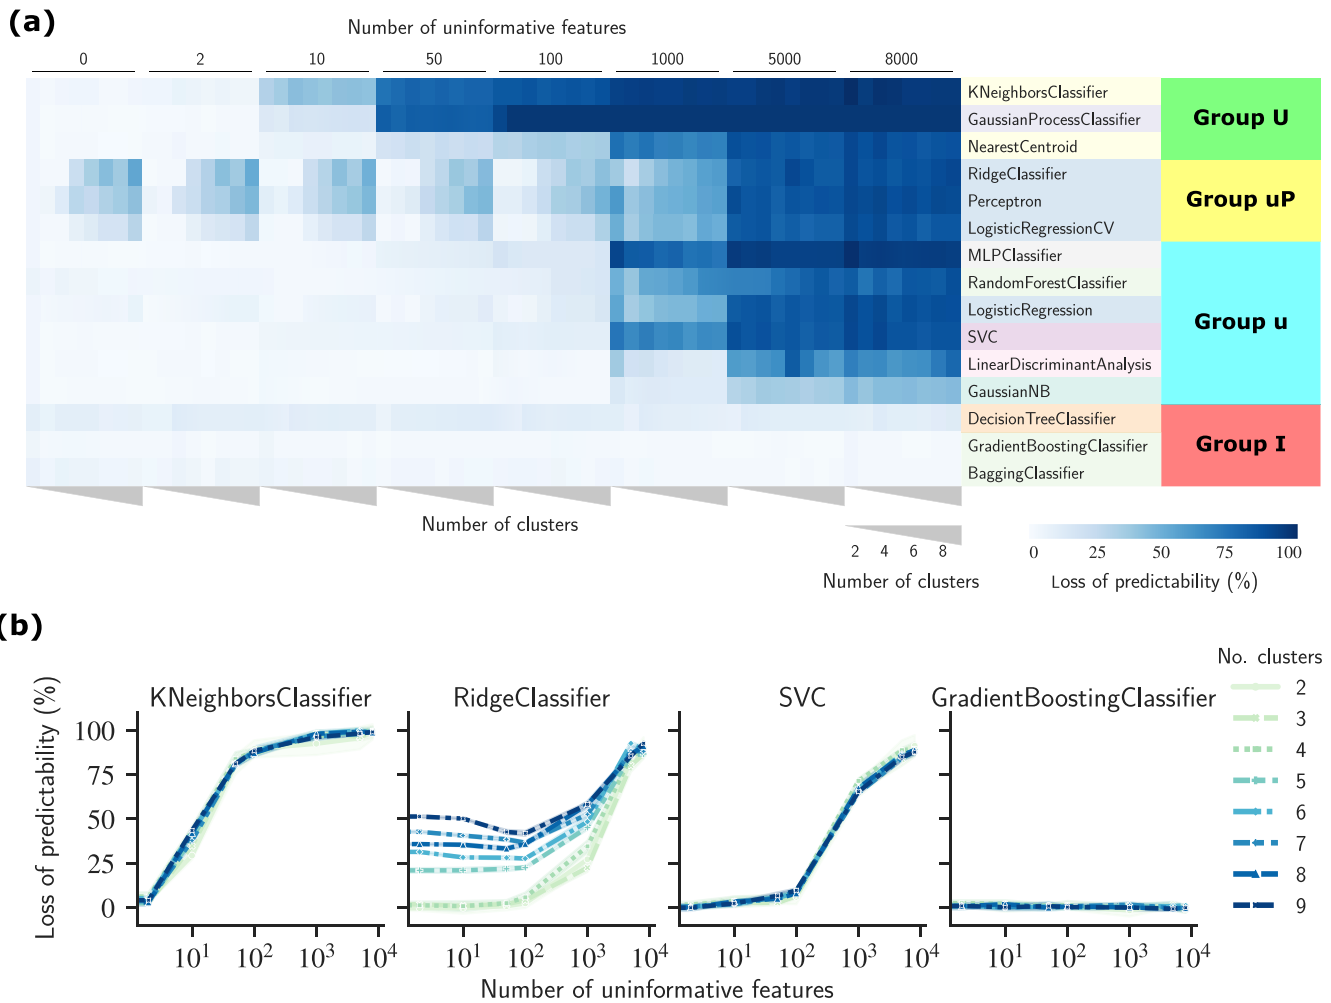 (a)
Number of uninformative features
0 2 10 50 100 1000 5000 8000
KNeighborsClassifier
GaussianProcessClassifier
NearestCentroid
Group U
RidgeClassifier
Perceptron
LogisticRegressionCV
Group uP
MLPClassifier
RandomForestClassifier
LogisticRegression
SVC
LinearDiscriminantAnalysis
GaussianNB
Group u
DecisionTreeClassifier
GradientBoostingClassifier
BaggingClassifier
Group I
Number of clusters
2 4 6 8
Number of clusters
0 25 50 75 100
Loss of predictability (%)
(b)
No. clusters
2
3
4
5
6
7
8
9
KNeighborsClassifier
RidgeClassifier
SVC
GradientBoostingClassifier
Loss of predictability (%)
100
75
50
25
0
10¹ 10² 10³ 10⁴
10¹ 10² 10³ 10⁴
10¹ 10² 10³ 10⁴
10¹ 10² 10³ 10⁴
Number of uninformative features